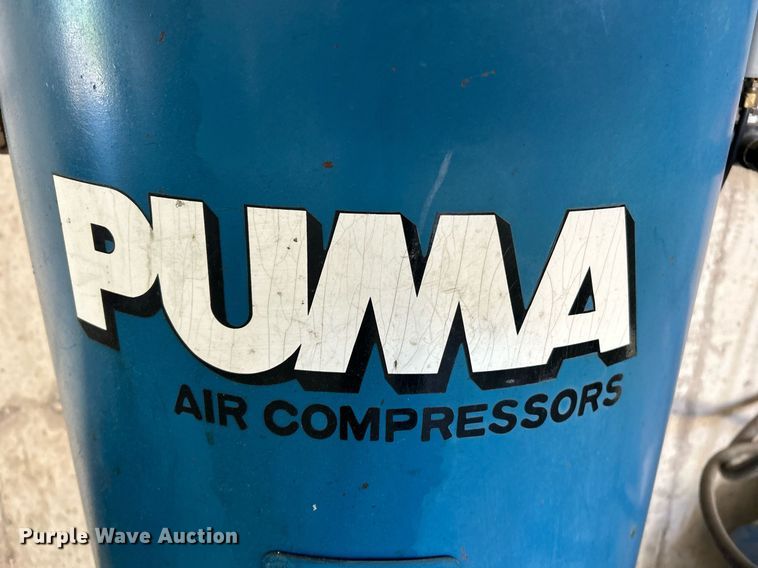 PUMA
AIR COMPRESSORS
Purple Wave Auction